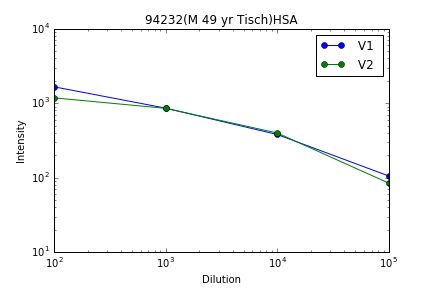 94232(M 49 yr Tisch)HSA
10^4
V1
V2
10^3
Intensity
10^2
10^1
10^2 10^3 10^4 10^5
Dilution